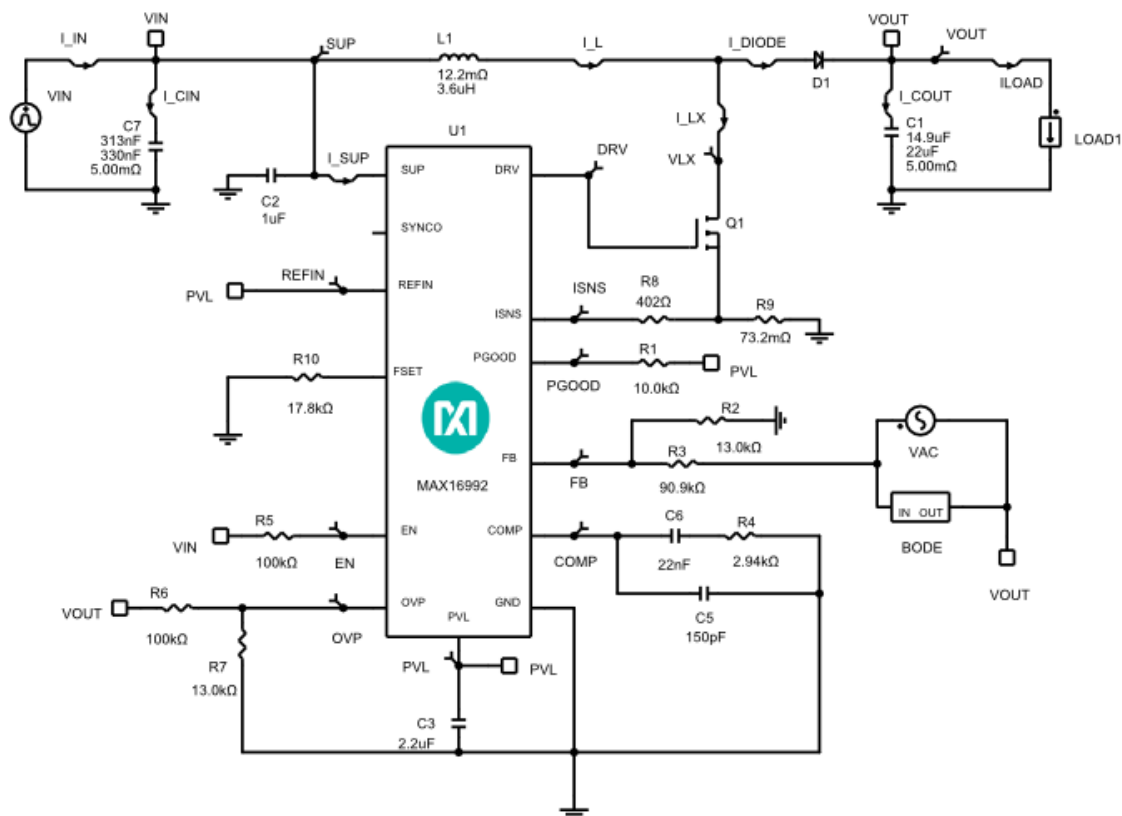 VIN
VOUT
I_IN
SUP
L1
I_L
I_DIODE
VOUT
12.2mΩ
3.6uH
D1
ILOAD
VIN
I_CIN
I_COUT
C7
313nF
330nF
5.00mΩ
U1
I_LX
C1
14.9uF
22uF
5.00mΩ
LOAD1
I_SUP
DRV
VLX
SUP
DRV
C2
1uF
SYNCO
Q1
REFIN
ISNS
R8
PVL
REFIN
402Ω
R9
ISNS
73.2mΩ
R10
FSET
PGOOD
R1
PVL
17.8kΩ
PGOOD
10.0kΩ
R2
13.0kΩ
VAC
FB
R3
MAX16992
FB
90.9kΩ
IN OUT
R5
EN
COMP
C6
R4
BODE
VIN
100kΩ
EN
COMP
22nF
2.94kΩ
VOUT
R6
OVP
GND
C5
VOUT
100kΩ
OVP
PVL
150pF
R7
13.0kΩ
PVL
PVL
C3
2.2uF